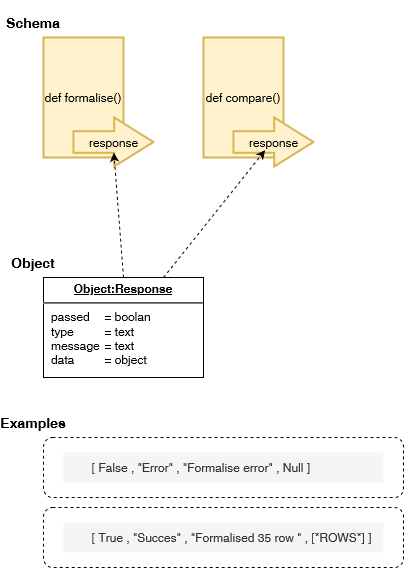 Schema
def formalise()
def compare()
response
response
Object
Object:Response
passed = boolan
type = text
message = text
data = object
Examples
[ False , "Error" , "Formalise error" , Null ]
[ True , "Succes" , "Formalised 35 row " , [*ROWS*] ]